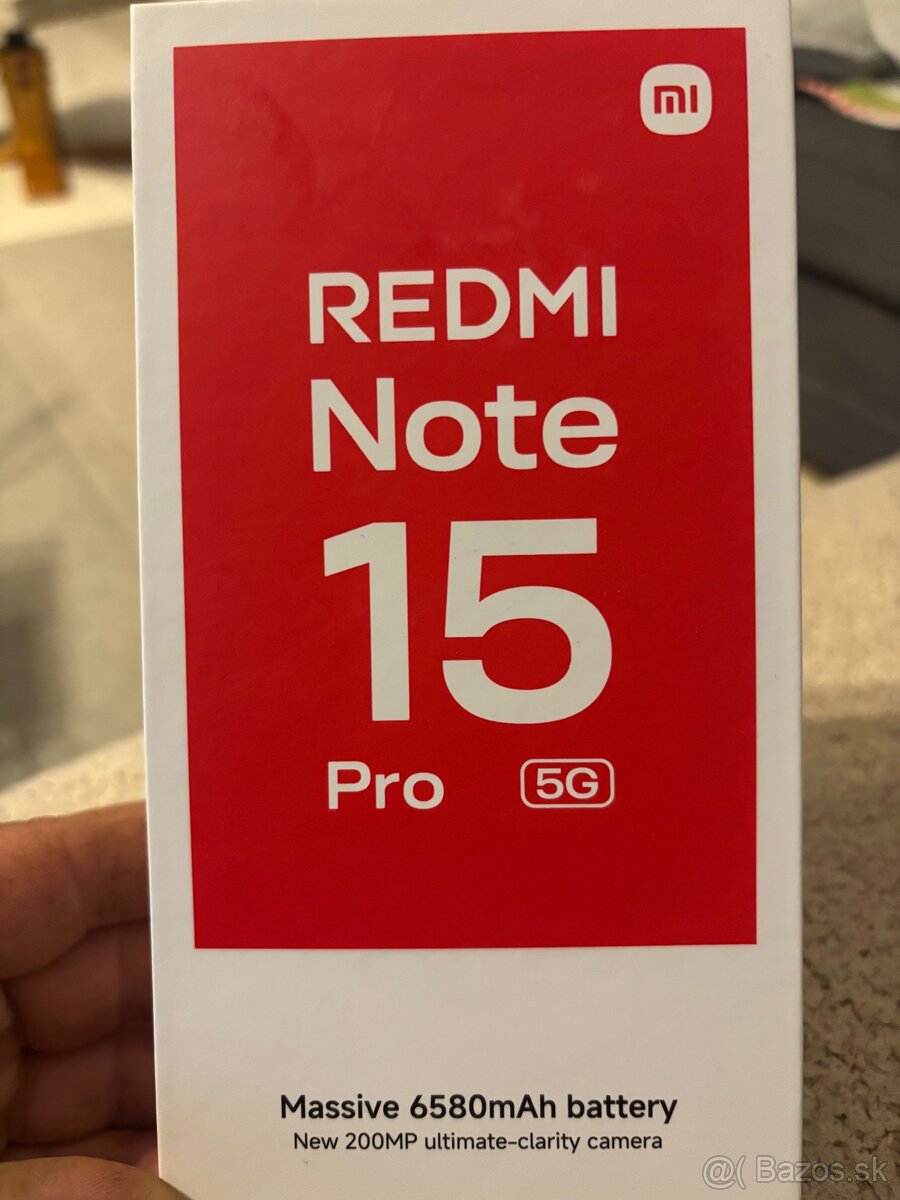 mi
REDMI
Note
15
Pro 5G
Massive 6580mAh battery
New 200MP ultimate-clarity camera
@( Bazos.sk